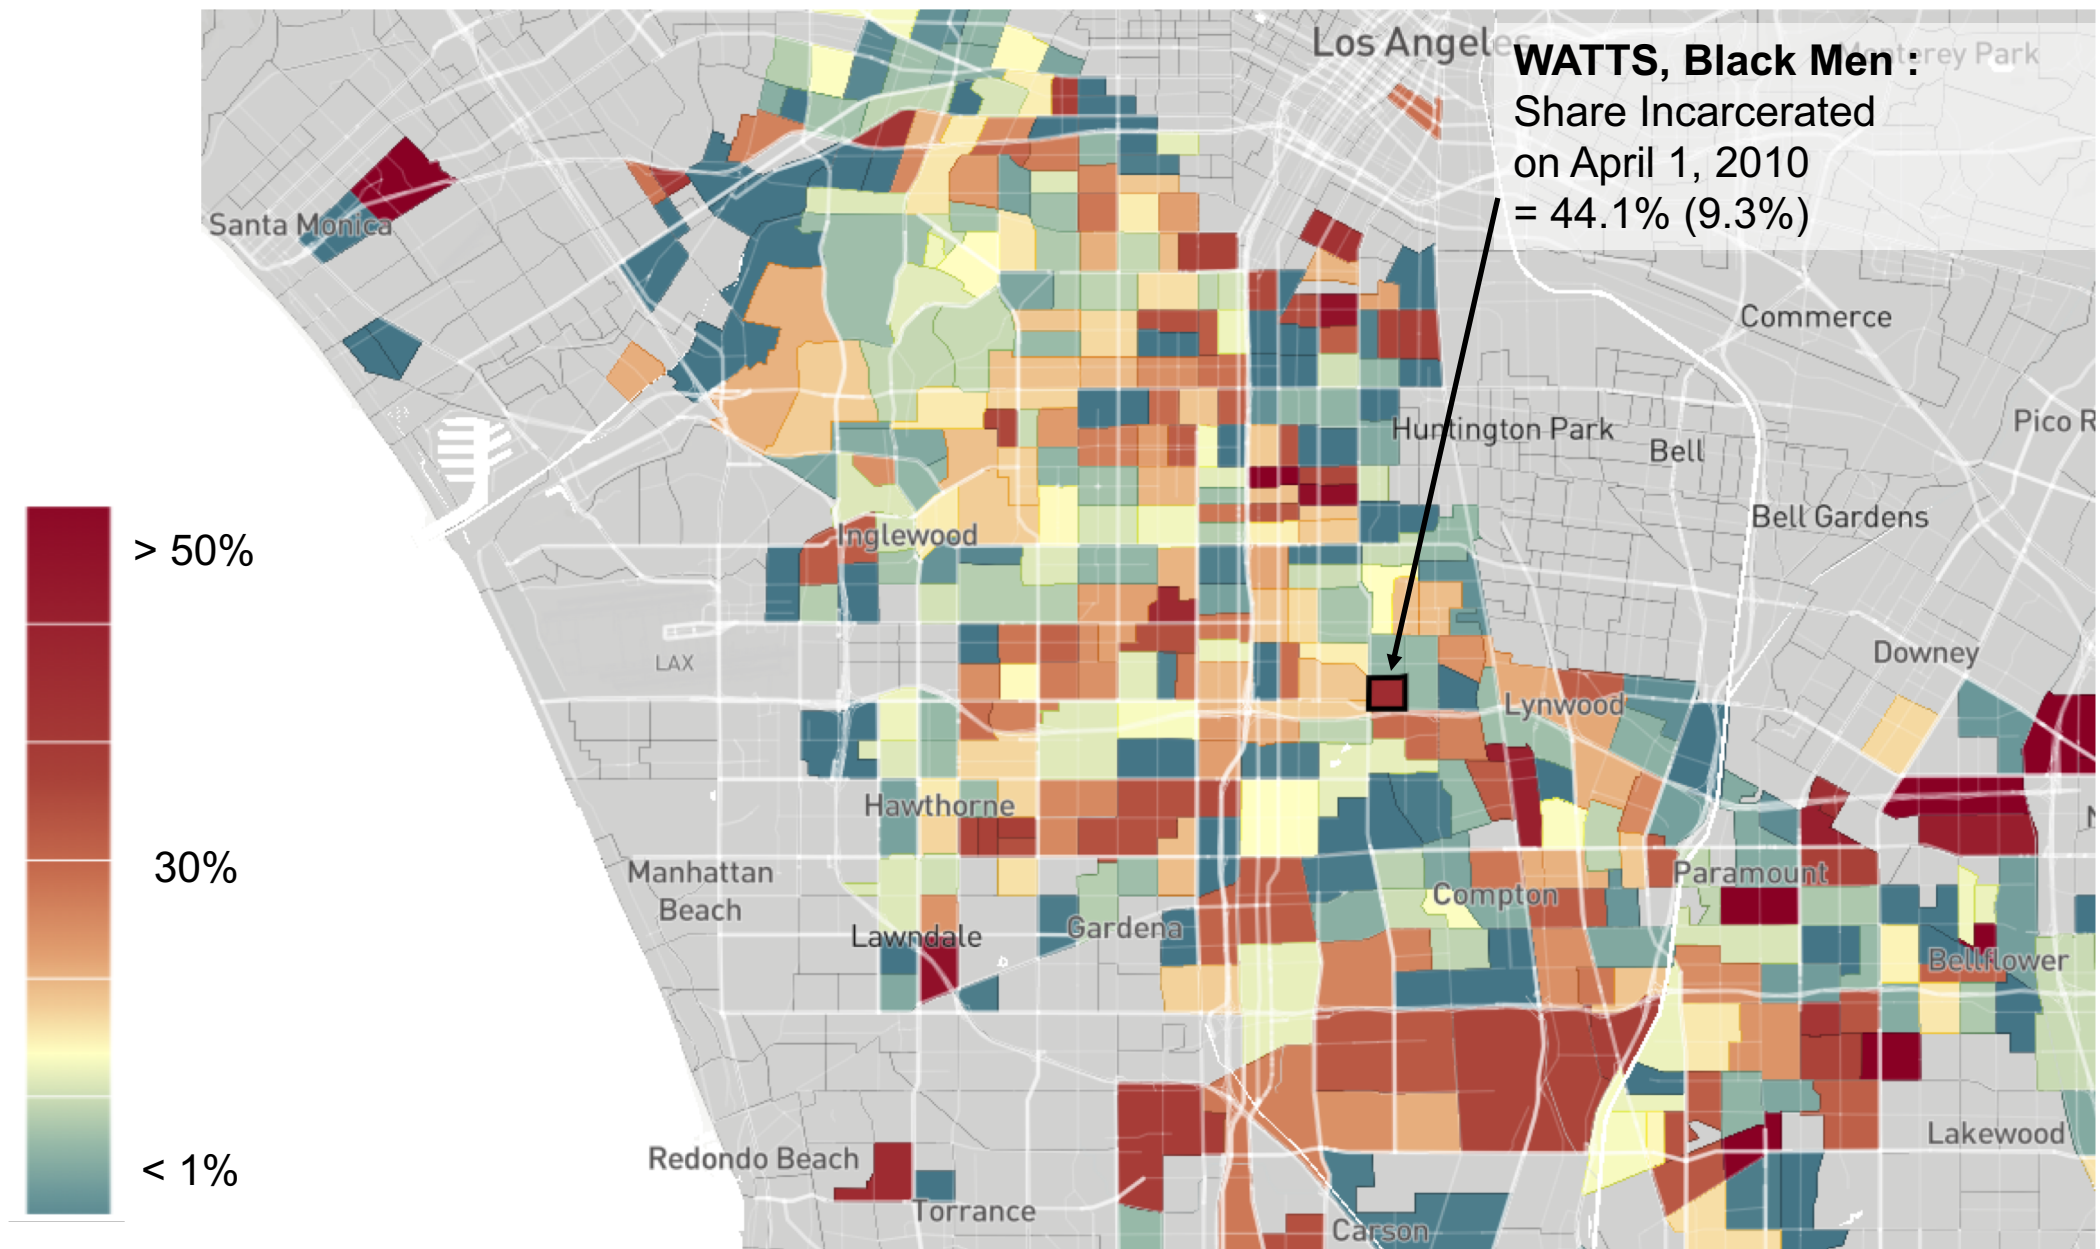 Los Angeles
Monterey Park
WATTS, Black Men :
Share Incarcerated
on April 1, 2010
= 44.1% (9.3%)
Santa Monica
Commerce
Huntington Park
Pico R
Bell
Bell Gardens
> 50%
Inglewood
LAX
Downey
Lynwood
Hawthorne
30%
Manhattan
Beach
Paramount
Compton
Gardena
Lawndale
Bellflower
Redondo Beach
Lakewood
< 1%
Torrance
Carson